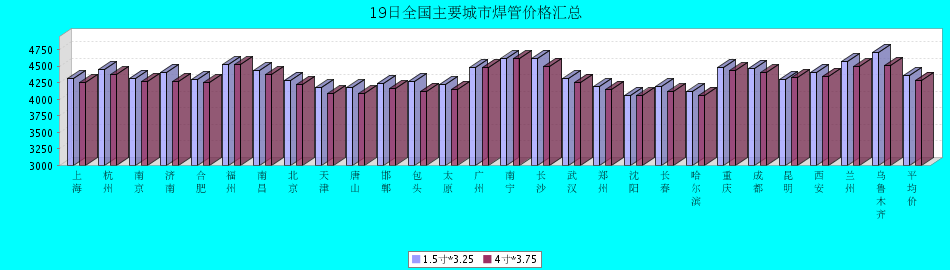 19日全国主要城市焊管价格汇总
4750
4500
4250
4000
3750
3500
3250
3000
上海
杭州
南京
济南
合肥
福州
南昌
北京
天津
唐山
邯郸
包头
太原
广州
南宁
长沙
武汉
郑州
沈阳
长春
哈尔滨
重庆
成都
昆明
西安
兰州
乌鲁木齐
平均价
1.5寸*3.25
4寸*3.75